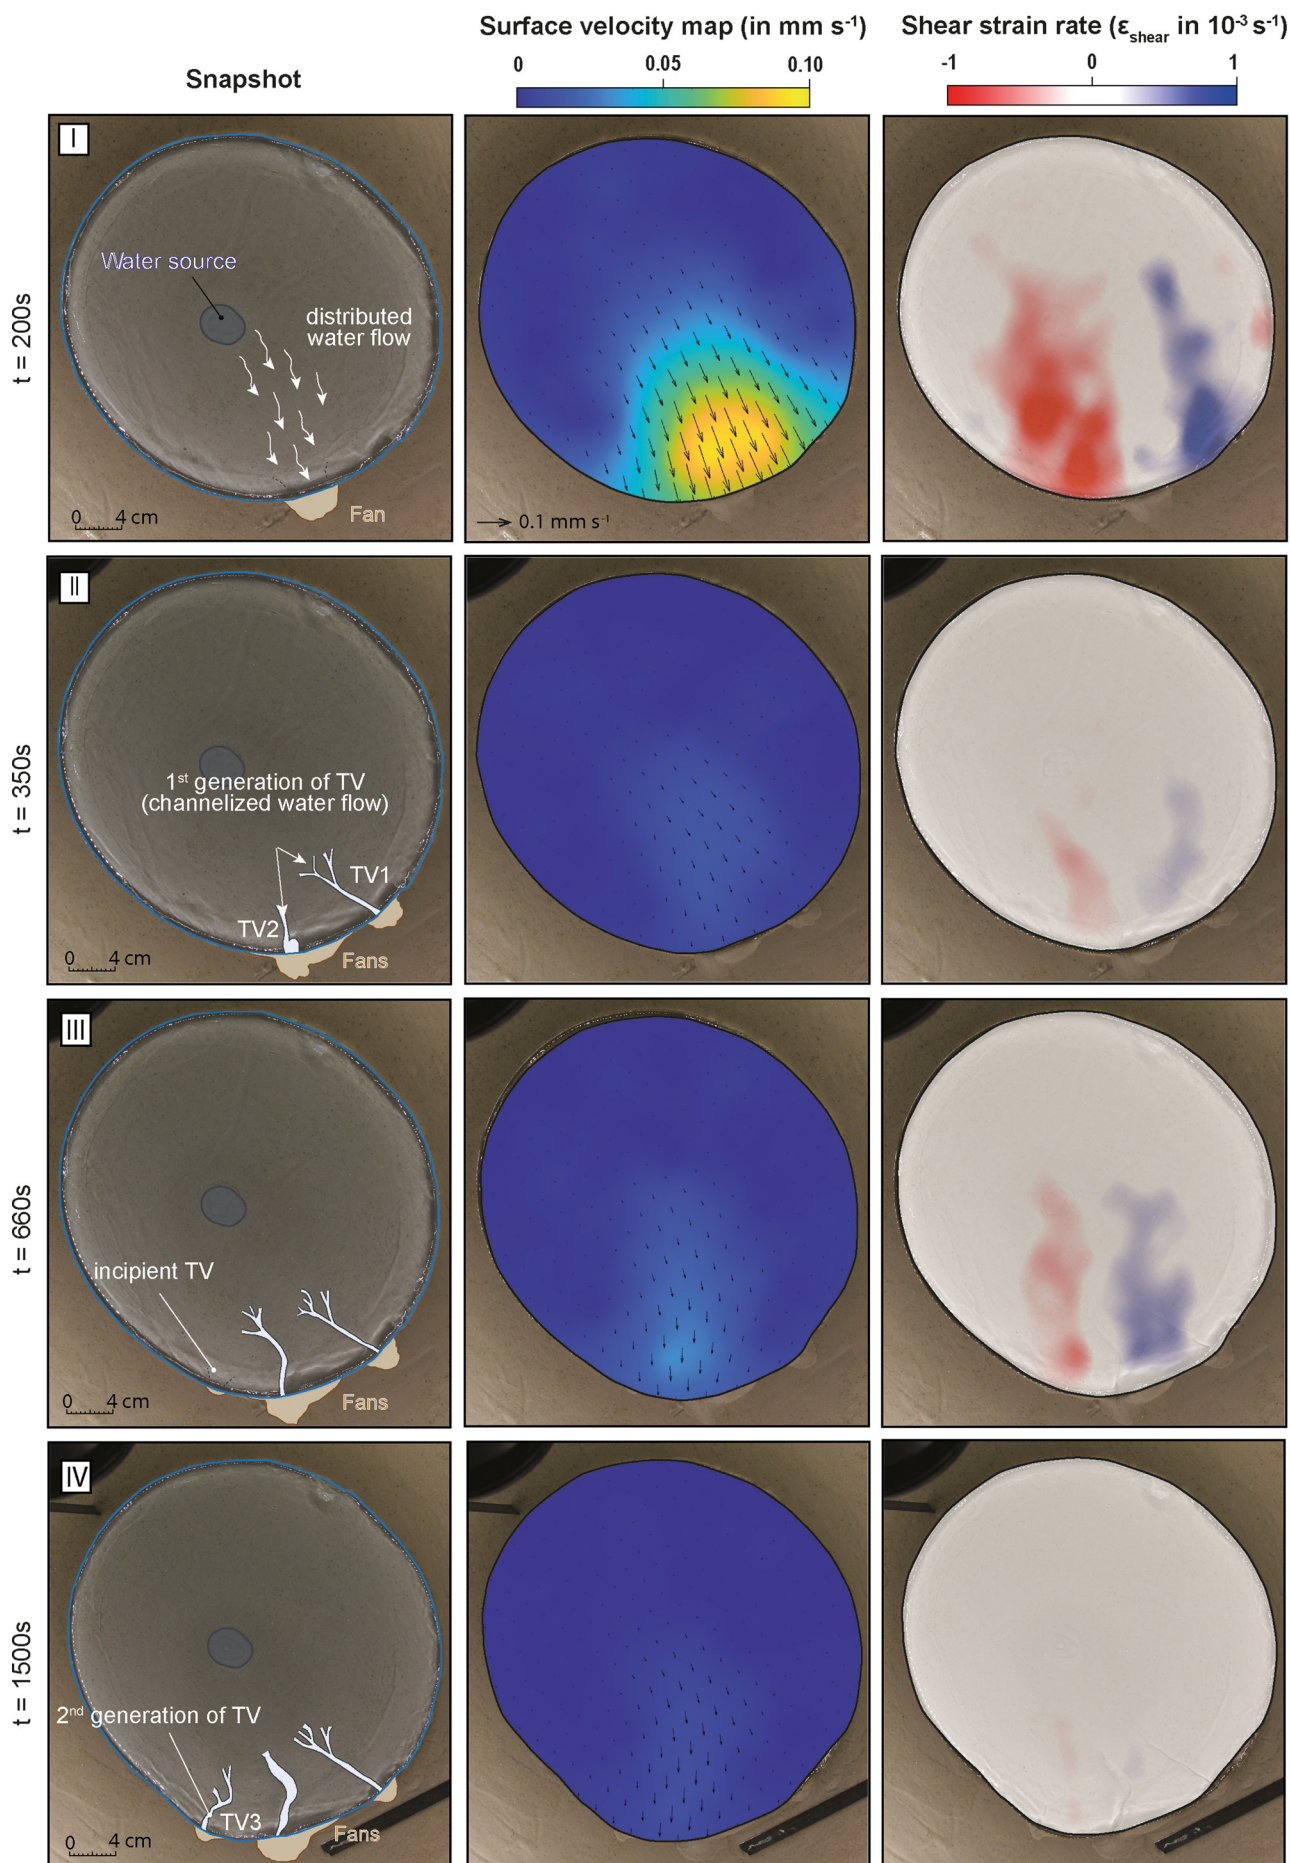 Snapshot
Surface velocity map (in mm s⁻¹)
0 0.05 0.10
Shear strain rate (ε_shear in 10⁻³ s⁻¹)
-1 0 1
t = 200s
I
Water source
distributed
water flow
0 4 cm
Fan
0.1 mm s⁻¹
t = 350s
II
1st generation of TV
(channelized water flow)
TV1
TV2
0 4 cm
Fans
t = 660s
III
incipient TV
0 4 cm
Fans
t = 1500s
IV
2nd generation of TV
TV3
0 4 cm
Fans